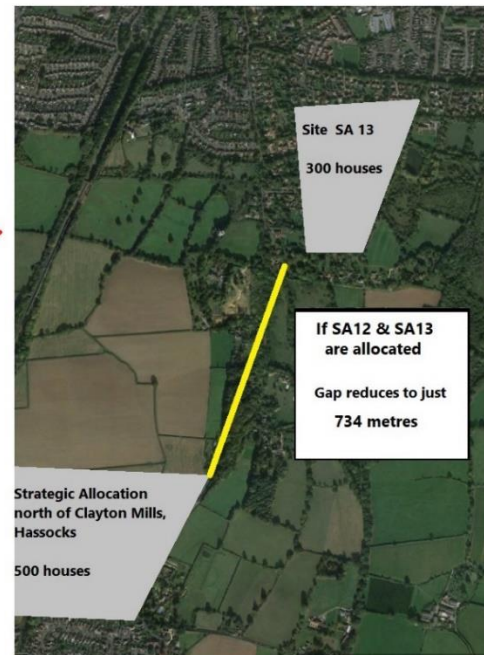 Site SA 13
300 houses
If SA12 & SA13
are allocated
Gap reduces to just
734 metres
Strategic Allocation
north of Clayton Mills,
Hassocks
500 houses